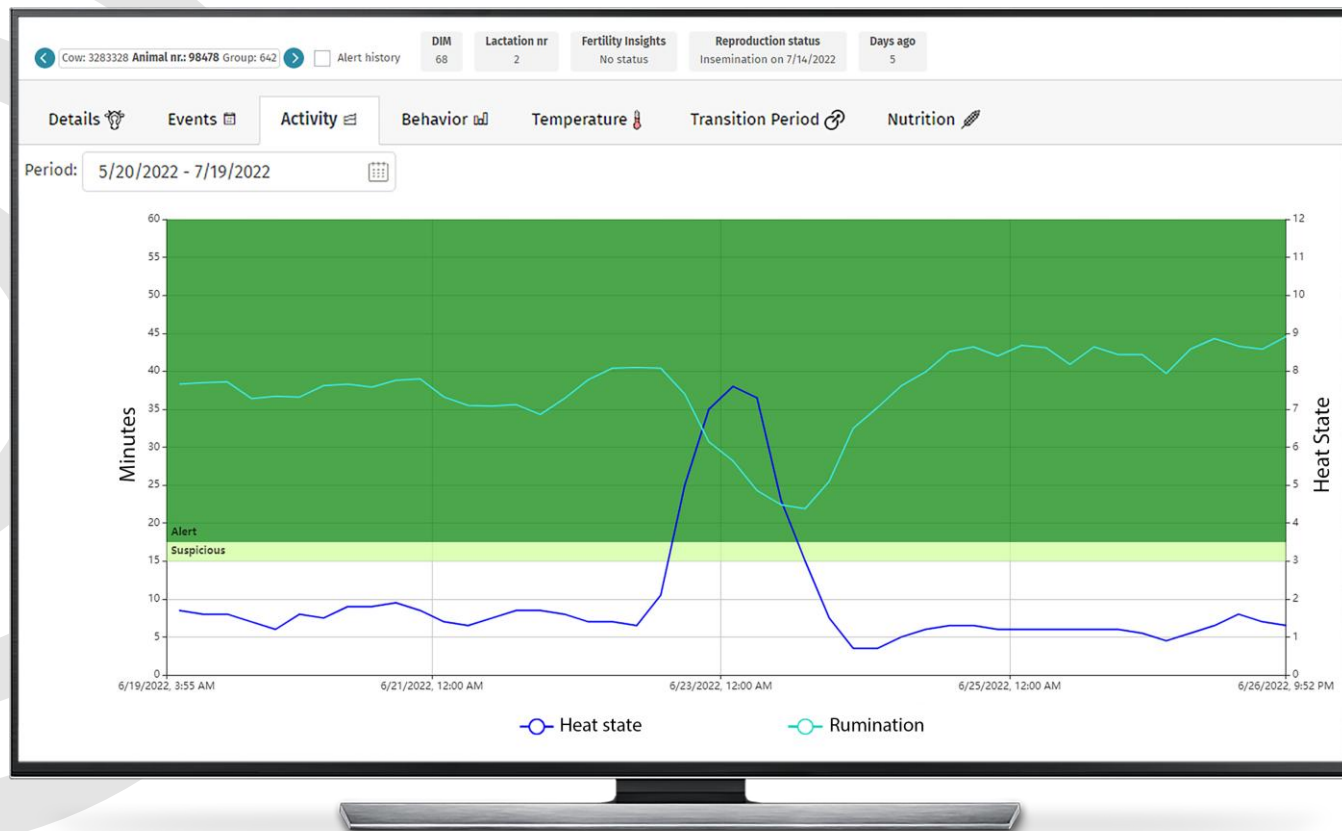 DIM Lactation nr Fertility Insights Reproduction status Days ago
Cow: 3283328 Animal nr.: 98478 Group: 642 Alert history 68 2 No status Insemination on 7/14/2022 5
Details Events Activity Behavior Temperature Transition Period Nutrition
Period: 5/20/2022 - 7/19/2022
60 12
55 11
50 10
45 9
40 8
35 7
30 6
25 5
20 4
Alert
Suspicious
15 3
10 2
5 1
0 0
Minutes
Heat State
6/19/2022, 3:55 AM 6/21/2022, 12:00 AM 6/23/2022, 12:00 AM 6/25/2022, 12:00 AM 6/26/2022, 9:52 PM
Heat state Rumination